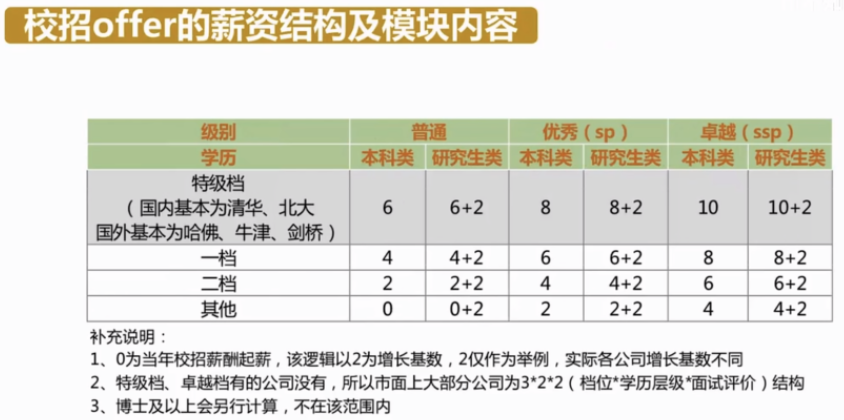 校招offer的薪资结构及模块内容
级别 普通 优秀（sp） 卓越（ssp）
学历 本科类 研究生类 本科类 研究生类 本科类 研究生类
特级档
（国内基本为清华、北大
国外基本为哈佛、牛津、剑桥） 6 6+2 8 8+2 10 10+2
一档 4 4+2 6 6+2 8 8+2
二档 2 2+2 4 4+2 6 6+2
其他 0 0+2 2 2+2 4 4+2
补充说明：
1、0为当年校招薪酬起薪，该逻辑以2为增长基数，2仅作为举例，实际各公司增长基数不同
2、特级档、卓越档有的公司没有，所以市面上大部分公司为3*2*2（档位*学历层级*面试评价）结构
3、博士及以上会另行计算，不在该范围内